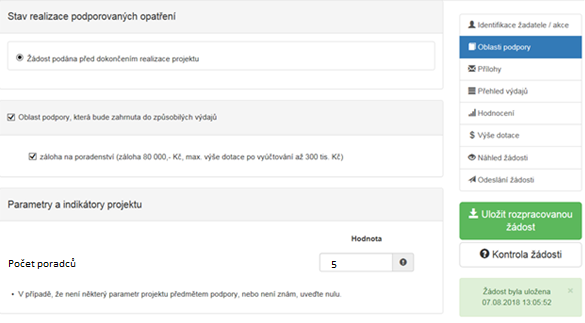 Stav realizace podporovaných opatření
Žádost podána před dokončením realizace projektu
Oblast podpory, která bude zahrnuta do způsobilých výdajů
záloha na poradenství (záloha 80 000,- Kč, max. výše dotace po vyúčtování až 300 tis. Kč)
Parametry a indikátory projektu
Hodnota
Počet poradců 5
• V případě, že není některý parametr projektu předmětem podpory, nebo není znám, uveďte nulu.
Identifikace žadatele / akce
Oblasti podpory
Přílohy
Přehled výdajů
Hodnocení
$ Výše dotace
Náhled žádosti
Odeslání žádosti
Uložit rozpracovanou
žádost
Kontrola žádosti
Žádost byla uložena ×
07.08.2018 13:05:52